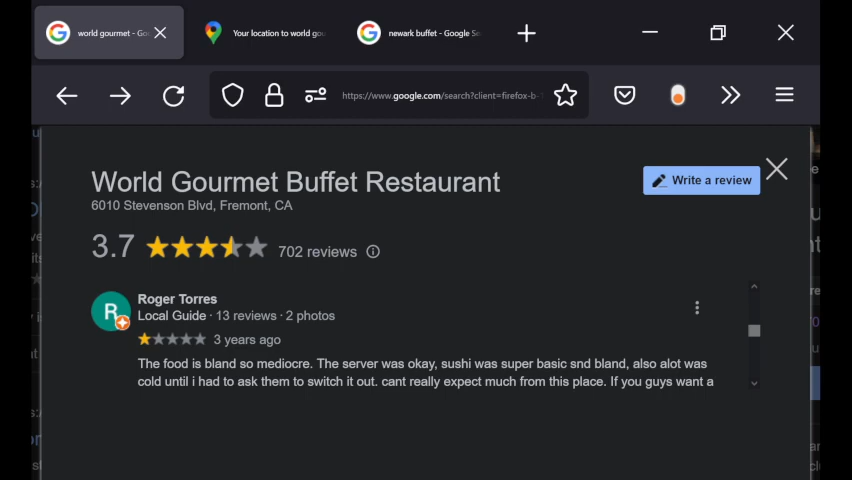 world gourmet - Goo
Your location to world gou
newark buffet - Google Se
https://www.google.com/search?client=firefox-b-1
World Gourmet Buffet Restaurant
Write a review
6010 Stevenson Blvd, Fremont, CA
3.7
702 reviews
R
Roger Torres
Local Guide · 13 reviews · 2 photos
3 years ago
The food is bland so mediocre. The server was okay, sushi was super basic snd bland, also alot was
cold until i had to ask them to switch it out. cant really expect much from this place. If you guys want a